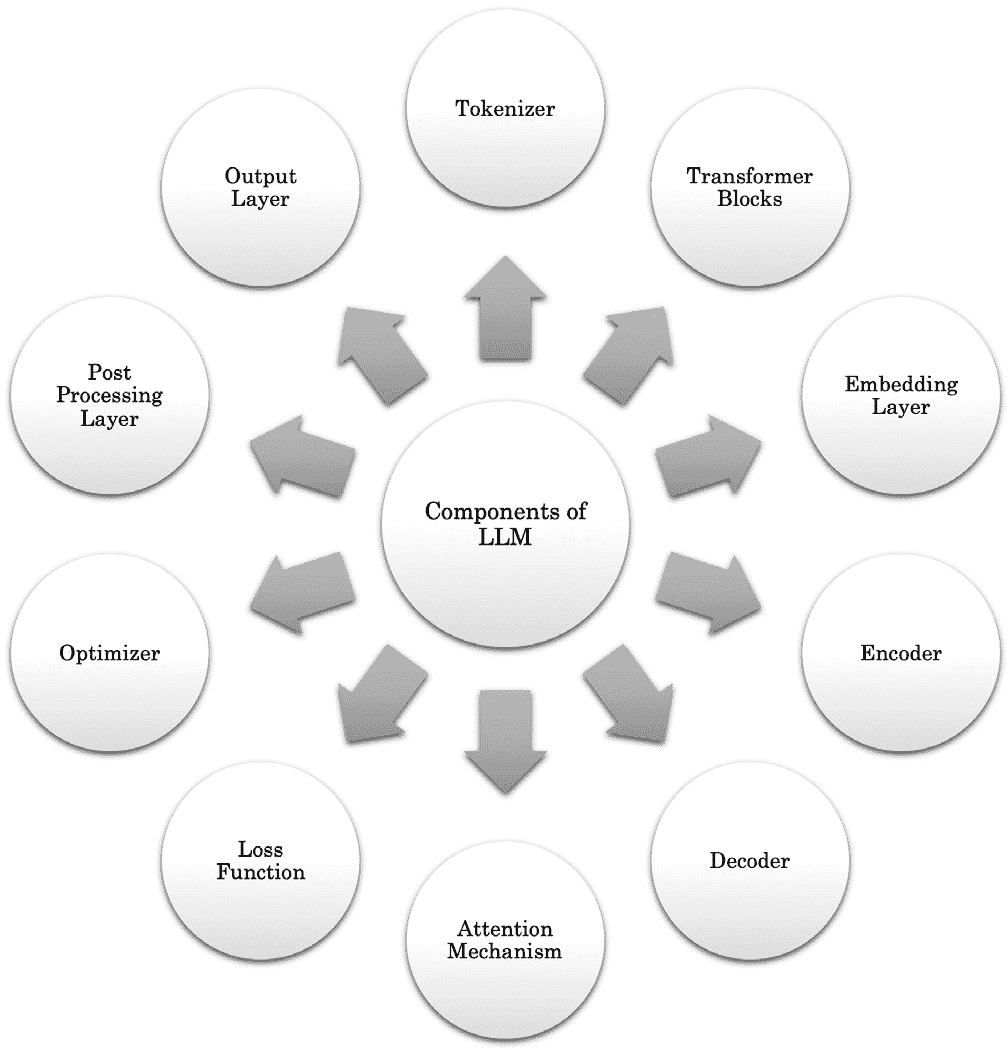 Tokenizer
Output
Layer
Transformer
Blocks
Post
Processing
Layer
Embedding
Layer
Components of
LLM
Optimizer
Encoder
Loss
Function
Decoder
Attention
Mechanism